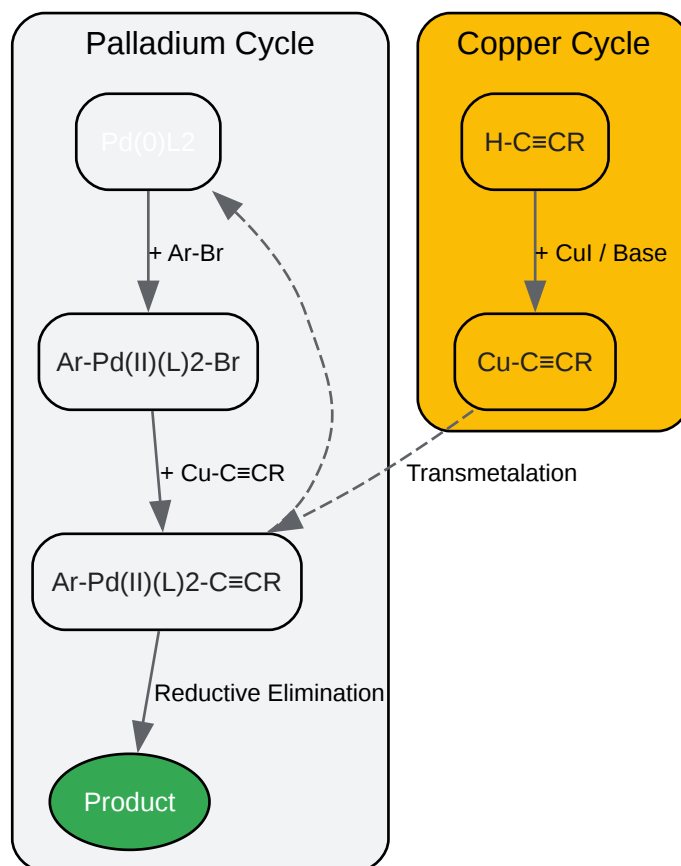 Palladium Cycle
Copper Cycle
Pd(0)L2
H-C≡CR
+ Ar-Br
+ CuI / Base
Ar-Pd(II)(L)2-Br
Cu-C≡CR
+ Cu-C≡CR
Transmetalation
Ar-Pd(II)(L)2-C≡CR
Reductive Elimination
Product